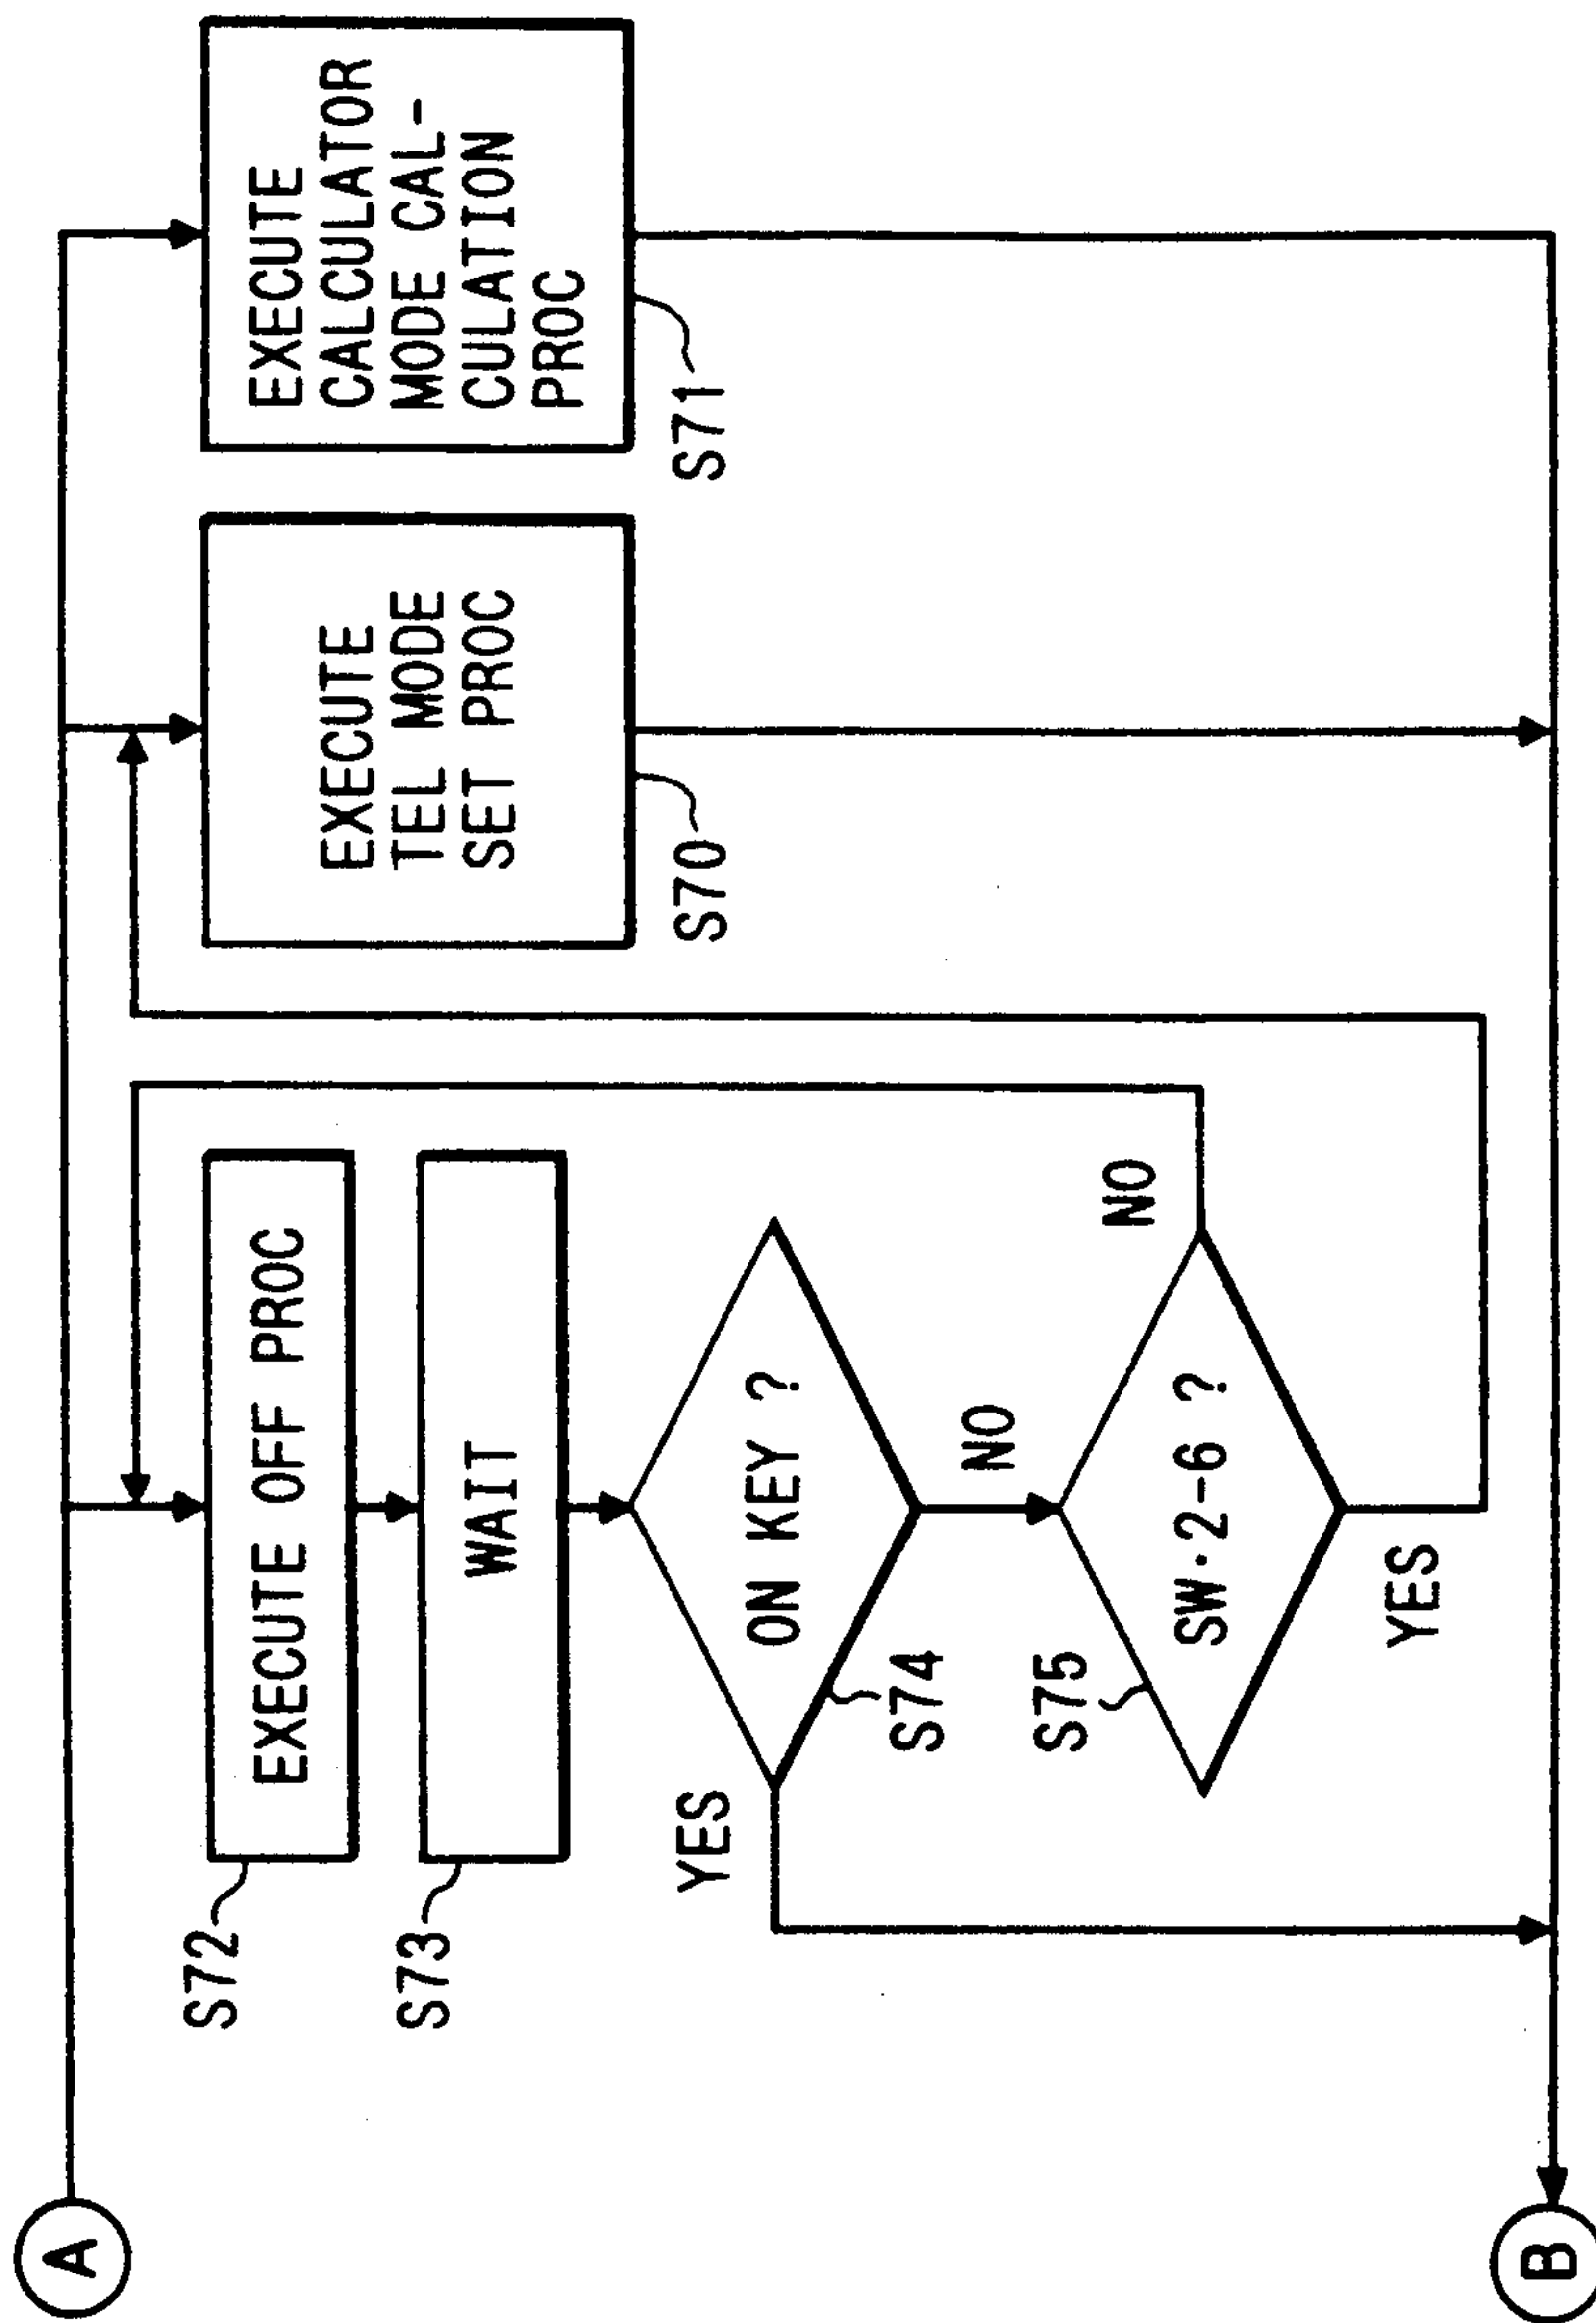 A
S72
EXECUTE OFF PROC
S73
WAIT
YES
ON KEY ?
S74
NO
S75
SW·2-6 ?
NO
YES
EXECUTE
TEL MODE
SET PROC
S70
EXECUTE
CALCULATOR
MODE CAL-
CULATION
PROC
S71
B